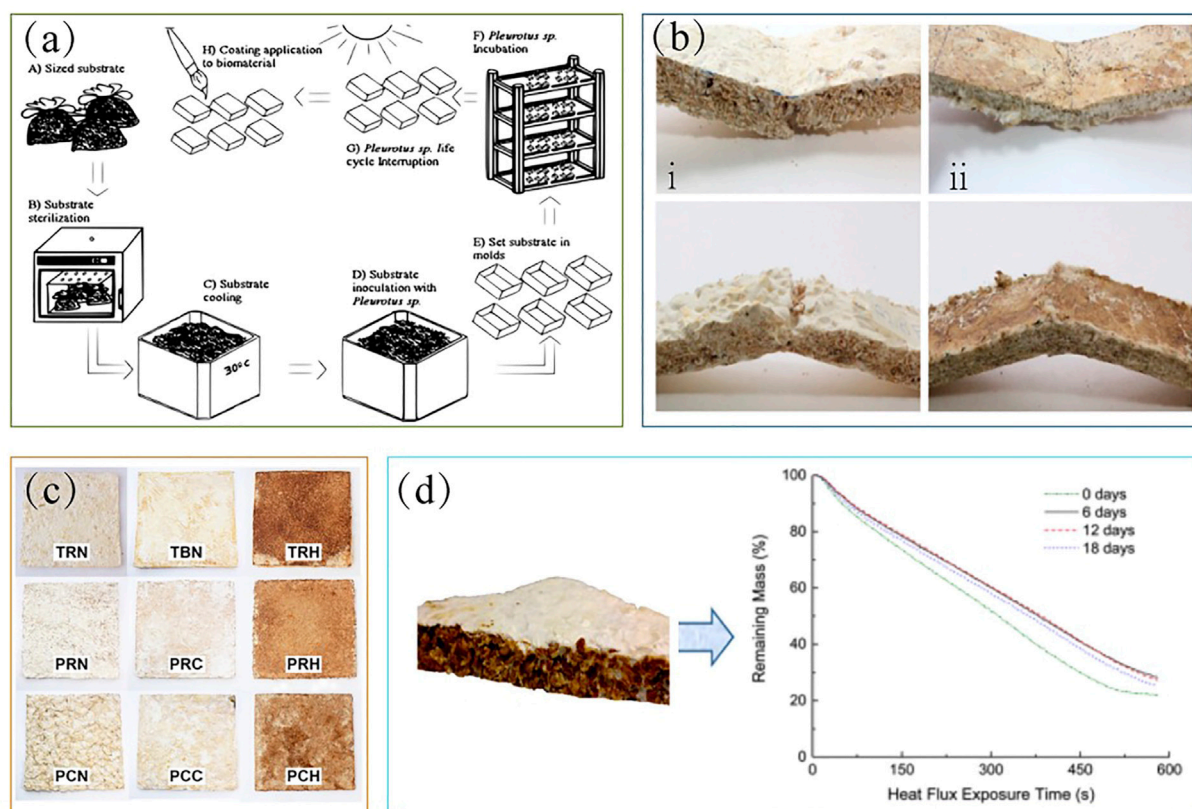 (a)
A) Sized substrate
B) Substrate
sterilization
C) Substrate
cooling
30°C
D) Substrate
inoculation with
Pleurotus sp.
E) Set substrate in
molds
F) Pleurotus sp.
Incubation
G) Pleurotus sp. life
cycle Interruption
H) Coating application
to biomaterial
(b)
i
ii
(c)
TRN
TBN
TRH
PRN
PRC
PRH
PCN
PCC
PCH
(d)
Remaining Mass (%)
100
80
60
40
20
0
0 days
6 days
12 days
18 days
0
150
300
450
600
Heat Flux Exposure Time (s)